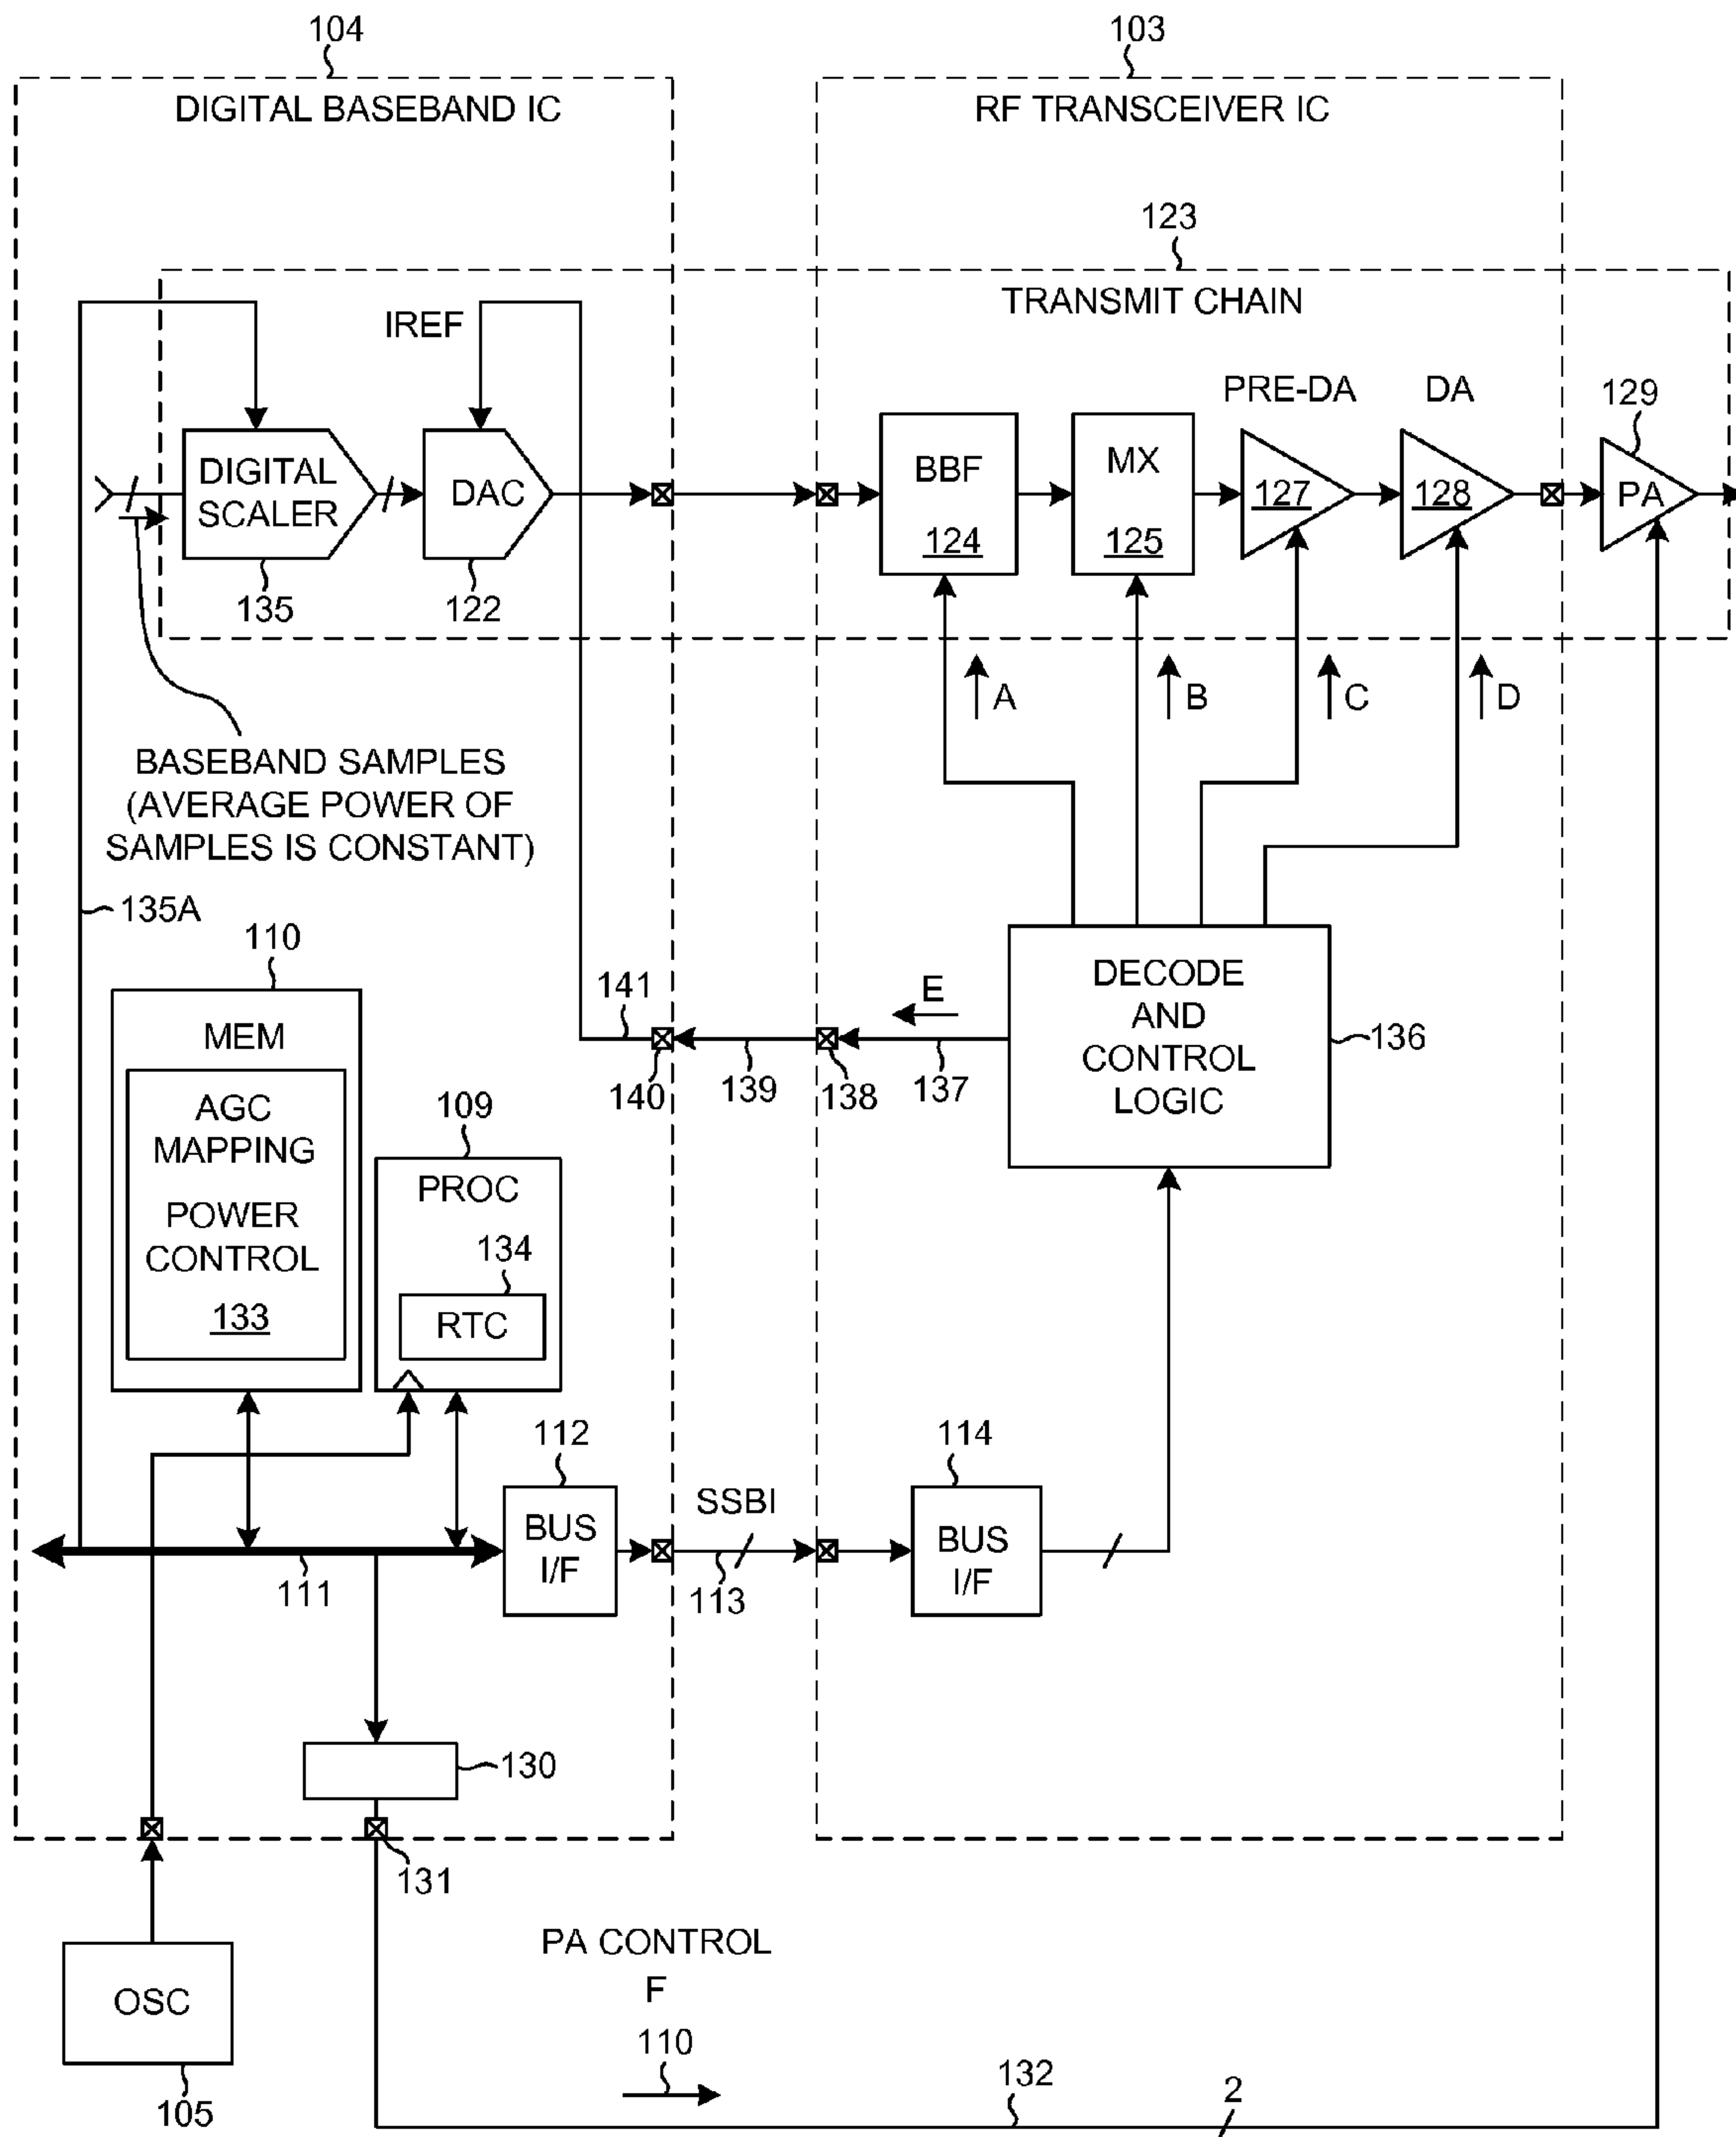 104
103
DIGITAL BASEBAND IC
RF TRANSCEIVER IC
123
TRANSMIT CHAIN
IREF
PRE-DA
DA
129
DIGITAL
SCALER
DAC
BBF
124
MX
125
127
128
PA
135
122
A
B
C
D
BASEBAND SAMPLES
(AVERAGE POWER OF
SAMPLES IS CONSTANT)
135A
110
MEM
AGC
MAPPING
POWER
CONTROL
133
109
PROC
134
RTC
141
140
139
138
E
137
DECODE
AND
CONTROL
LOGIC
136
112
BUS
I/F
SSBI
113
114
BUS
I/F
111
130
131
OSC
105
PA CONTROL
F
110
132
2